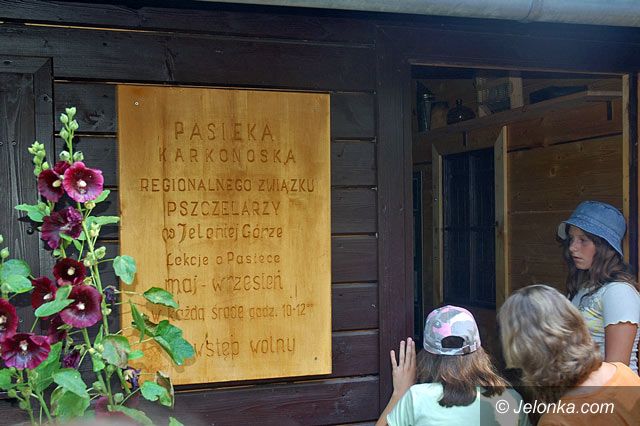 PASIEKA
KARKONOSKA
REGIONALNEGO ZWIĄZKU
PSZCZELARZY
w Jeleniej Górze
Lekcje o Pasiece
maj - wrzesień
w każdą środę godz. 10-12⁰⁰
wstęp wolny
© Jelonka.com